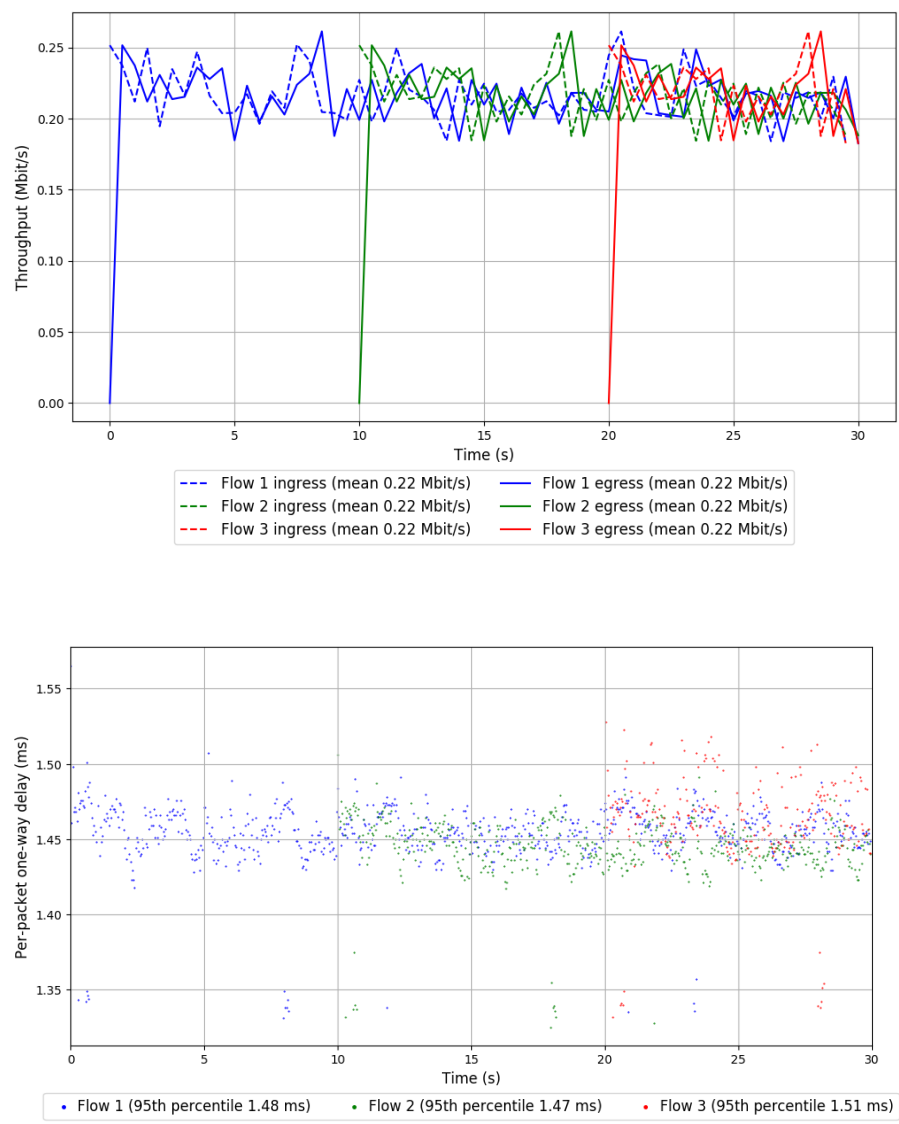 0.25
0.20
0.15
0.10
0.05
0.00
Throughput (Mbit/s)
0 5 10 15 20 25 30
Time (s)
Flow 1 ingress (mean 0.22 Mbit/s) Flow 1 egress (mean 0.22 Mbit/s)
Flow 2 ingress (mean 0.22 Mbit/s) Flow 2 egress (mean 0.22 Mbit/s)
Flow 3 ingress (mean 0.22 Mbit/s) Flow 3 egress (mean 0.22 Mbit/s)
1.55
1.50
1.45
1.40
1.35
Per-packet one-way delay (ms)
0 5 10 15 20 25 30
Time (s)
Flow 1 (95th percentile 1.48 ms) Flow 2 (95th percentile 1.47 ms) Flow 3 (95th percentile 1.51 ms)